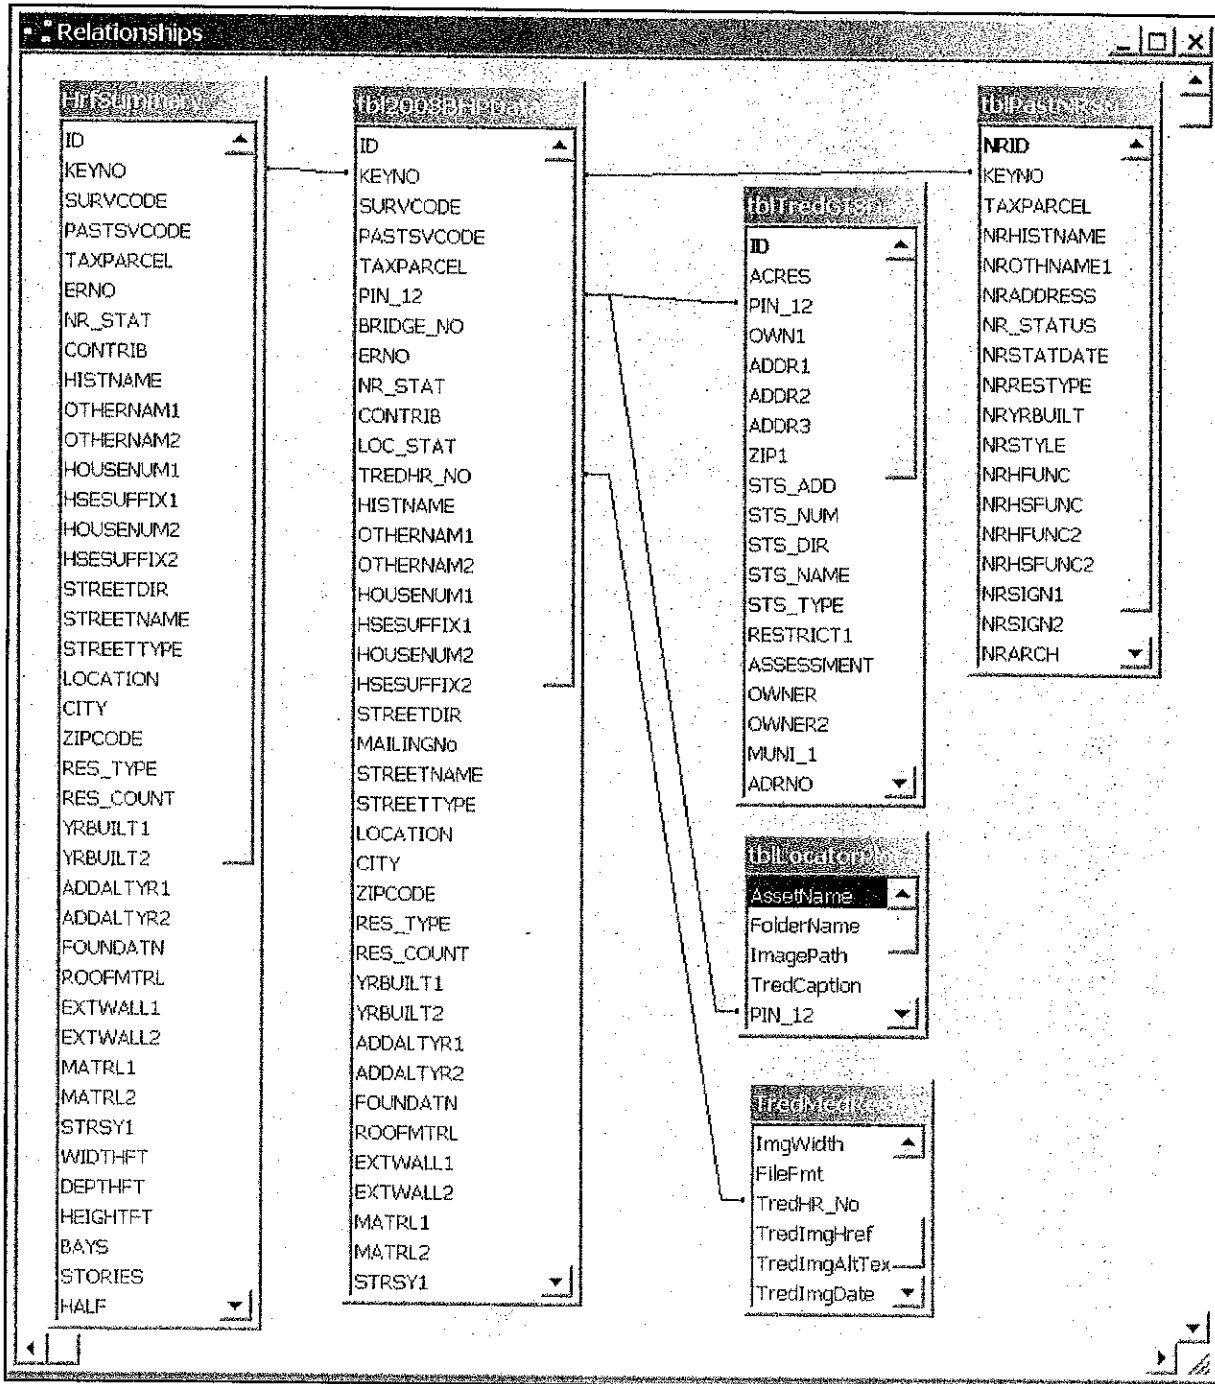 Relationships
HrfSummery
ID
KEYNO
SURVCODE
PASTSVCODE
TAXPARCEL
ERNO
NR_STAT
CONTRIB
HISTNAME
OTHERNAM1
OTHERNAM2
HOUSENUM1
HSESUFFIX1
HOUSENUM2
HSESUFFIX2
STREETDIR
STREETNAME
STREETTYPE
LOCATION
CITY
ZIPCODE
RES_TYPE
RES_COUNT
YRBUILT1
YRBUILT2
ADDALTYR1
ADDALTYR2
FOUNDATN
ROOFMTRL
EXTWALL1
EXTWALL2
MATRL1
MATRL2
STRSY1
WIDTHFT
DEPTHFT
HEIGHTFT
BAYS
STORIES
HALF
ID
KEYNO
SURVCODE
PASTSVCODE
TAXPARCEL
PIN_12
BRIDGE_NO
ERNO
NR_STAT
CONTRIB
LOC_STAT
TREDHR_NO
HISTNAME
OTHERNAM1
OTHERNAM2
HOUSENUM1
HSESUFFIX1
HOUSENUM2
HSESUFFIX2
STREETDIR
MAILINGNo
STREETNAME
STREETTYPE
LOCATION
CITY
ZIPCODE
RES_TYPE
RES_COUNT
YRBUILT1
YRBUILT2
ADDALTYR1
ADDALTYR2
FOUNDATN
ROOFMTRL
EXTWALL1
EXTWALL2
MATRL1
MATRL2
STRSY1
ID
ACRES
PIN_12
OWN1
ADDR1
ADDR2
ADDR3
ZIP1
STS_ADD
STS_NUM
STS_DIR
STS_NAME
STS_TYPE
RESTRICT1
ASSESSMENT
OWNER
OWNER2
MUNI_1
ADRNO
AssetName
FolderName
ImagePath
TredCaption
PIN_12
ImgWidth
FileFmt
TredHR_No
TredImgHref
TredImgAltTex
TredImgDate
NRID
KEYNO
TAXPARCEL
NRHISTNAME
NROTHNAME1
NRADDRESS
NR_STATUS
NRSTATDATE
NRRESTYPE
NRYRBUILT
NRSTYLE
NRHFUNC
NRHSFUNC
NRHFUNC2
NRHSFUNC2
NRSIGN1
NRSIGN2
NRARCH